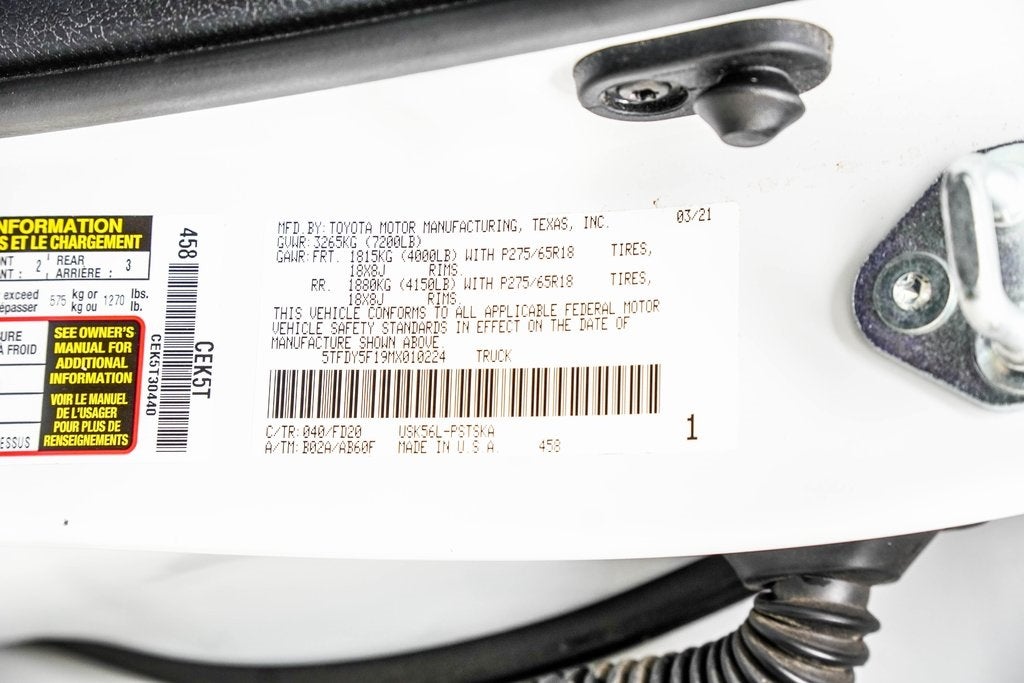 NFORMATION
S ET LE CHARGEMENT
NT : 2 REAR : 3
ARRIÈRE
exceed 575 kg or 1270 lbs.
épasser kg ou lb.
URE
À FROID
ESSUS
SEE OWNER'S
MANUAL FOR
ADDITIONAL
INFORMATION
VOIR LE MANUEL
DE L'USAGER
POUR PLUS DE
RENSEIGNEMENTS
458
CEK5T30440
CEK5T
MFD. BY: TOYOTA MOTOR MANUFACTURING, TEXAS, INC. 03/21
GVWR: 3265KG (7200LB)
GAWR: FRT. 1815KG (4000LB) WITH P275/65R18 TIRES,
18X8J RIMS.
RR. 1880KG (4150LB) WITH P275/65R18 TIRES,
18X8J RIMS.
THIS VEHICLE CONFORMS TO ALL APPLICABLE FEDERAL MOTOR
VEHICLE SAFETY STANDARDS IN EFFECT ON THE DATE OF
MANUFACTURE SHOWN ABOVE.
5TFDY5F19MX010224 TRUCK
C/TR: 040/FD20 USK56L-PSTSKA
A/TM: B02A/AB60F MADE IN U.S.A. 458
1